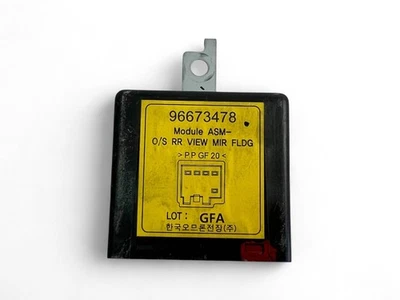 96673478
Module ASM-
O/S RR VIEW MIR FLDG
>PP GF 20<
LOT : GFA
한국오므론전장(주)